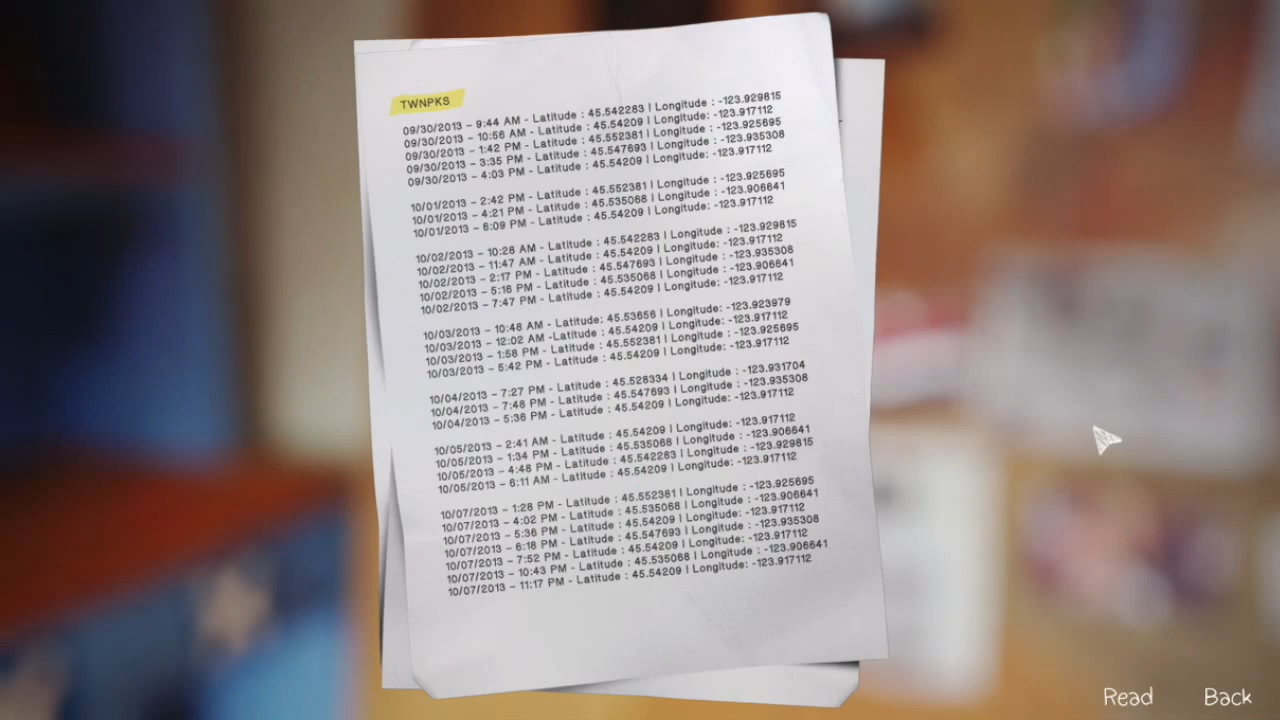 TWNPKS
09/30/2013 - 9:44 AM - Latitude : 45.542283 | Longitude : -123.929815
09/30/2013 - 10:56 AM - Latitude : 45.54209 | Longitude: -123.917112
09/30/2013 - 1:42 PM - Latitude : 45.552381 | Longitude : -123.925695
09/30/2013 - 3:35 PM - Latitude : 45.547693 | Longitude : -123.935308
09/30/2013 - 4:03 PM - Latitude : 45.54209 | Longitude: -123.917112
10/01/2013 - 2:42 PM - Latitude : 45.552381 | Longitude : -123.925695
10/01/2013 - 4:21 PM - Latitude : 45.535068 | Longitude : -123.906641
10/01/2013 - 6:09 PM - Latitude : 45.54209 | Longitude: -123.917112
10/02/2013 - 10:28 AM - Latitude : 45.542283 | Longitude : -123.929815
10/02/2013 - 11:47 AM - Latitude : 45.54209 | Longitude: -123.917112
10/02/2013 - 2:17 PM - Latitude : 45.547693 | Longitude : -123.935308
10/02/2013 - 5:16 PM - Latitude : 45.535068 | Longitude : -123.906641
10/02/2013 - 7:47 PM - Latitude : 45.54209 | Longitude: -123.917112
10/03/2013 - 10:48 AM - Latitude: 45.53656 | Longitude: -123.923979
10/03/2013 - 12:02 AM -Latitude : 45.54209 | Longitude: -123.917112
10/03/2013 - 1:58 PM - Latitude : 45.552381 | Longitude : -123.925695
10/03/2013 - 5:42 PM - Latitude : 45.54209 | Longitude: -123.917112
10/04/2013 - 7:27 PM - Latitude : 45.528334 | Longitude : -123.931704
10/04/2013 - 7:48 PM - Latitude : 45.547693 | Longitude : -123.935308
10/04/2013 - 5:36 PM - Latitude : 45.54209 | Longitude: -123.917112
10/05/2013 - 2:41 AM - Latitude : 45.54209 | Longitude: -123.917112
10/05/2013 - 1:34 PM - Latitude : 45.535068 | Longitude : -123.906641
10/05/2013 - 4:48 PM - Latitude : 45.542283 | Longitude : -123.929815
10/05/2013 - 6:11 AM - Latitude : 45.54209 | Longitude: -123.917112
10/07/2013 - 1:28 PM - Latitude : 45.552381 | Longitude : -123.925695
10/07/2013 - 4:02 PM - Latitude : 45.535068 | Longitude : -123.906641
10/07/2013 - 5:36 PM - Latitude : 45.54209 | Longitude: -123.917112
10/07/2013 - 6:18 PM - Latitude : 45.547693 | Longitude : -123.935308
10/07/2013 - 7:52 PM - Latitude : 45.54209 | Longitude: -123.917112
10/07/2013 - 10:43 PM - Latitude : 45.535068 | Longitude : -123.906641
10/07/2013 - 11:17 PM - Latitude : 45.54209 | Longitude: -123.917112
Read Back